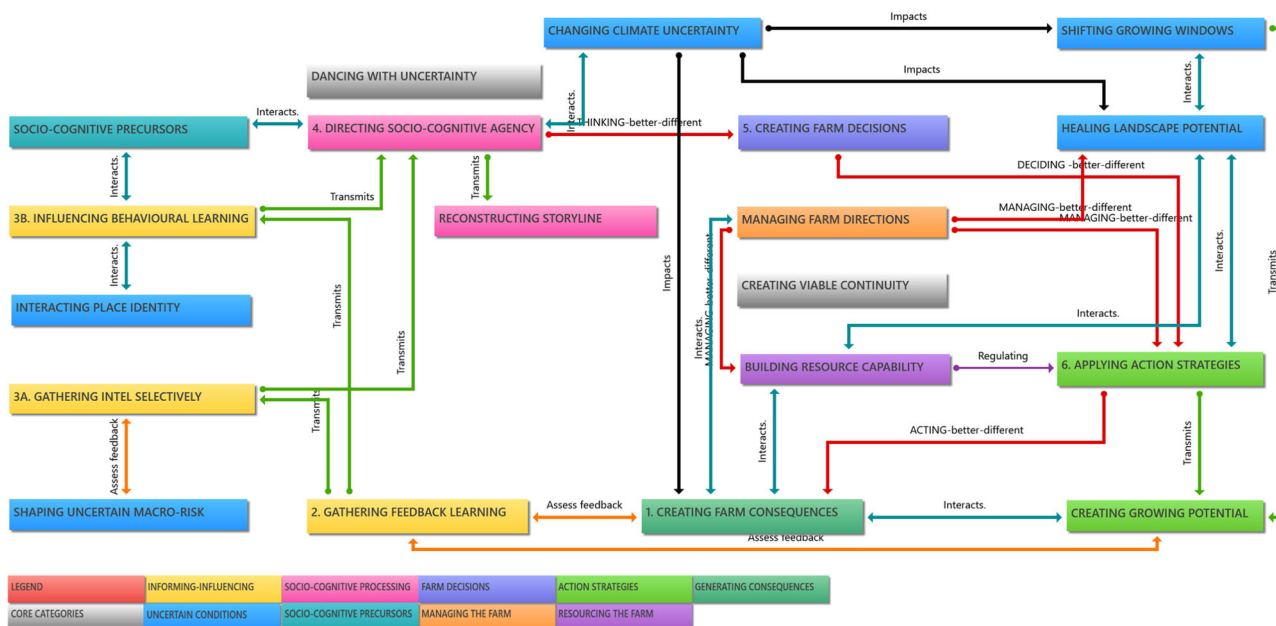 CHANGING CLIMATE UNCERTAINTY
Impacts
SHIFTING GROWING WINDOWS
DANCING WITH UNCERTAINTY
Interacts.
Impacts
Interacts.
SOCIO-COGNITIVE PRECURSORS
Interacts.
4. DIRECTING SOCIO-COGNITIVE AGENCY
THINKING-better-different
5. CREATING FARM DECISIONS
HEALING LANDSCAPE POTENTIAL
Interacts.
Transmits
DECIDING -better-different
3B. INFLUENCING BEHAVIOURAL LEARNING
Transmits
RECONSTRUCTING STORYLINE
MANAGING FARM DIRECTIONS
MANAGING-better-different
MANAGING-better-different
Interacts.
Transmits
Transmits
Impacts
Interacts.
MANAGING-better-different
Interacts.
Transmits
INTERACTING PLACE IDENTITY
CREATING VIABLE CONTINUITY
Interacts.
BUILDING RESOURCE CAPABILITY
Regulating
6. APPLYING ACTION STRATEGIES
3A. GATHERING INTEL SELECTIVELY
Transmits
Assess feedback
Interacts.
ACTING-better-different
Transmits
SHAPING UNCERTAIN MACRO-RISK
2. GATHERING FEEDBACK LEARNING
Assess feedback
1. CREATING FARM CONSEQUENCES
Interacts.
CREATING GROWING POTENTIAL
Assess feedback
LEGEND
INFORMING-INFLUENCING
SOCIO-COGNITIVE PROCESSING
FARM DECISIONS
ACTION STRATEGIES
GENERATING CONSEQUENCES
CORE CATEGORIES
UNCERTAIN CONDITIONS
SOCIO-COGNITIVE PRECURSORS
MANAGING THE FARM
RESOURCING THE FARM